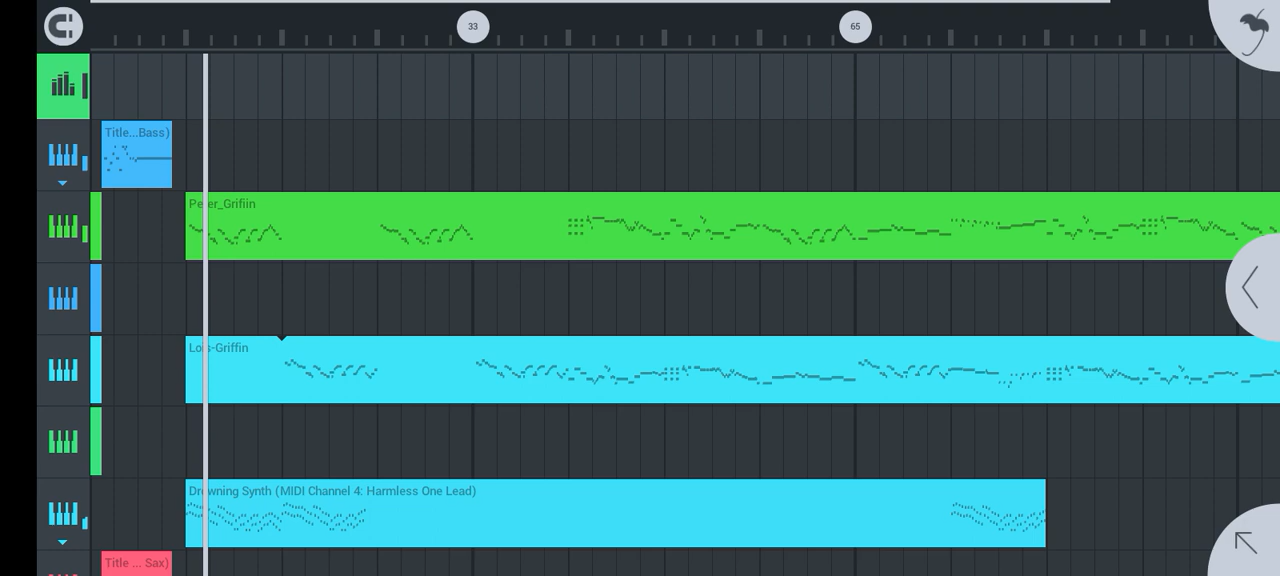 33
65
Title...Bass)
Peter_Grifiin
Lois-Griffin
Drowning Synth (MIDI Channel 4: Harmless One Lead)
Title ... Sax)